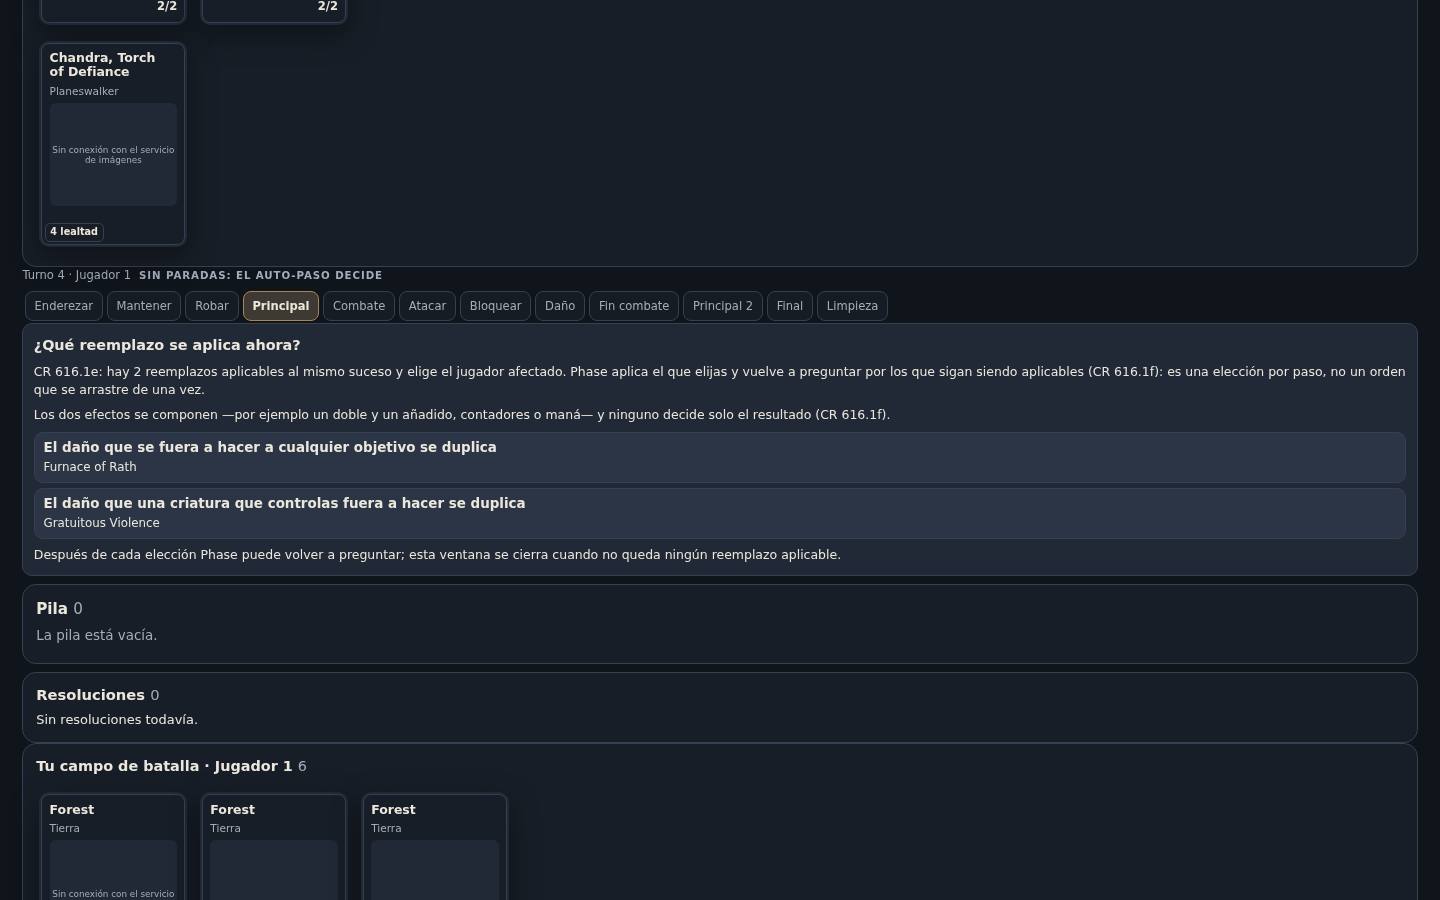 2/2
2/2
Chandra, Torch
of Defiance
Planeswalker
Sin conexión con el servicio
de imágenes
4 lealtad
Turno 4 · Jugador 1 SIN PARADAS: EL AUTO-PASO DECIDE
Enderezar
Mantener
Robar
Principal
Combate
Atacar
Bloquear
Daño
Fin combate
Principal 2
Final
Limpieza
¿Qué reemplazo se aplica ahora?
CR 616.1e: hay 2 reemplazos aplicables al mismo suceso y elige el jugador afectado. Phase aplica el que elijas y vuelve a preguntar por los que sigan siendo aplicables (CR 616.1f): es una elección por paso, no un orden
que se arrastre de una vez.
Los dos efectos se componen —por ejemplo un doble y un añadido, contadores o maná— y ninguno decide solo el resultado (CR 616.1f).
El daño que se fuera a hacer a cualquier objetivo se duplica
Furnace of Rath
El daño que una criatura que controlas fuera a hacer se duplica
Gratuitous Violence
Después de cada elección Phase puede volver a preguntar; esta ventana se cierra cuando no queda ningún reemplazo aplicable.
Pila 0
La pila está vacía.
Resoluciones 0
Sin resoluciones todavía.
Tu campo de batalla · Jugador 1 6
Forest
Tierra
Sin conexión con el servicio
Forest
Tierra
Forest
Tierra